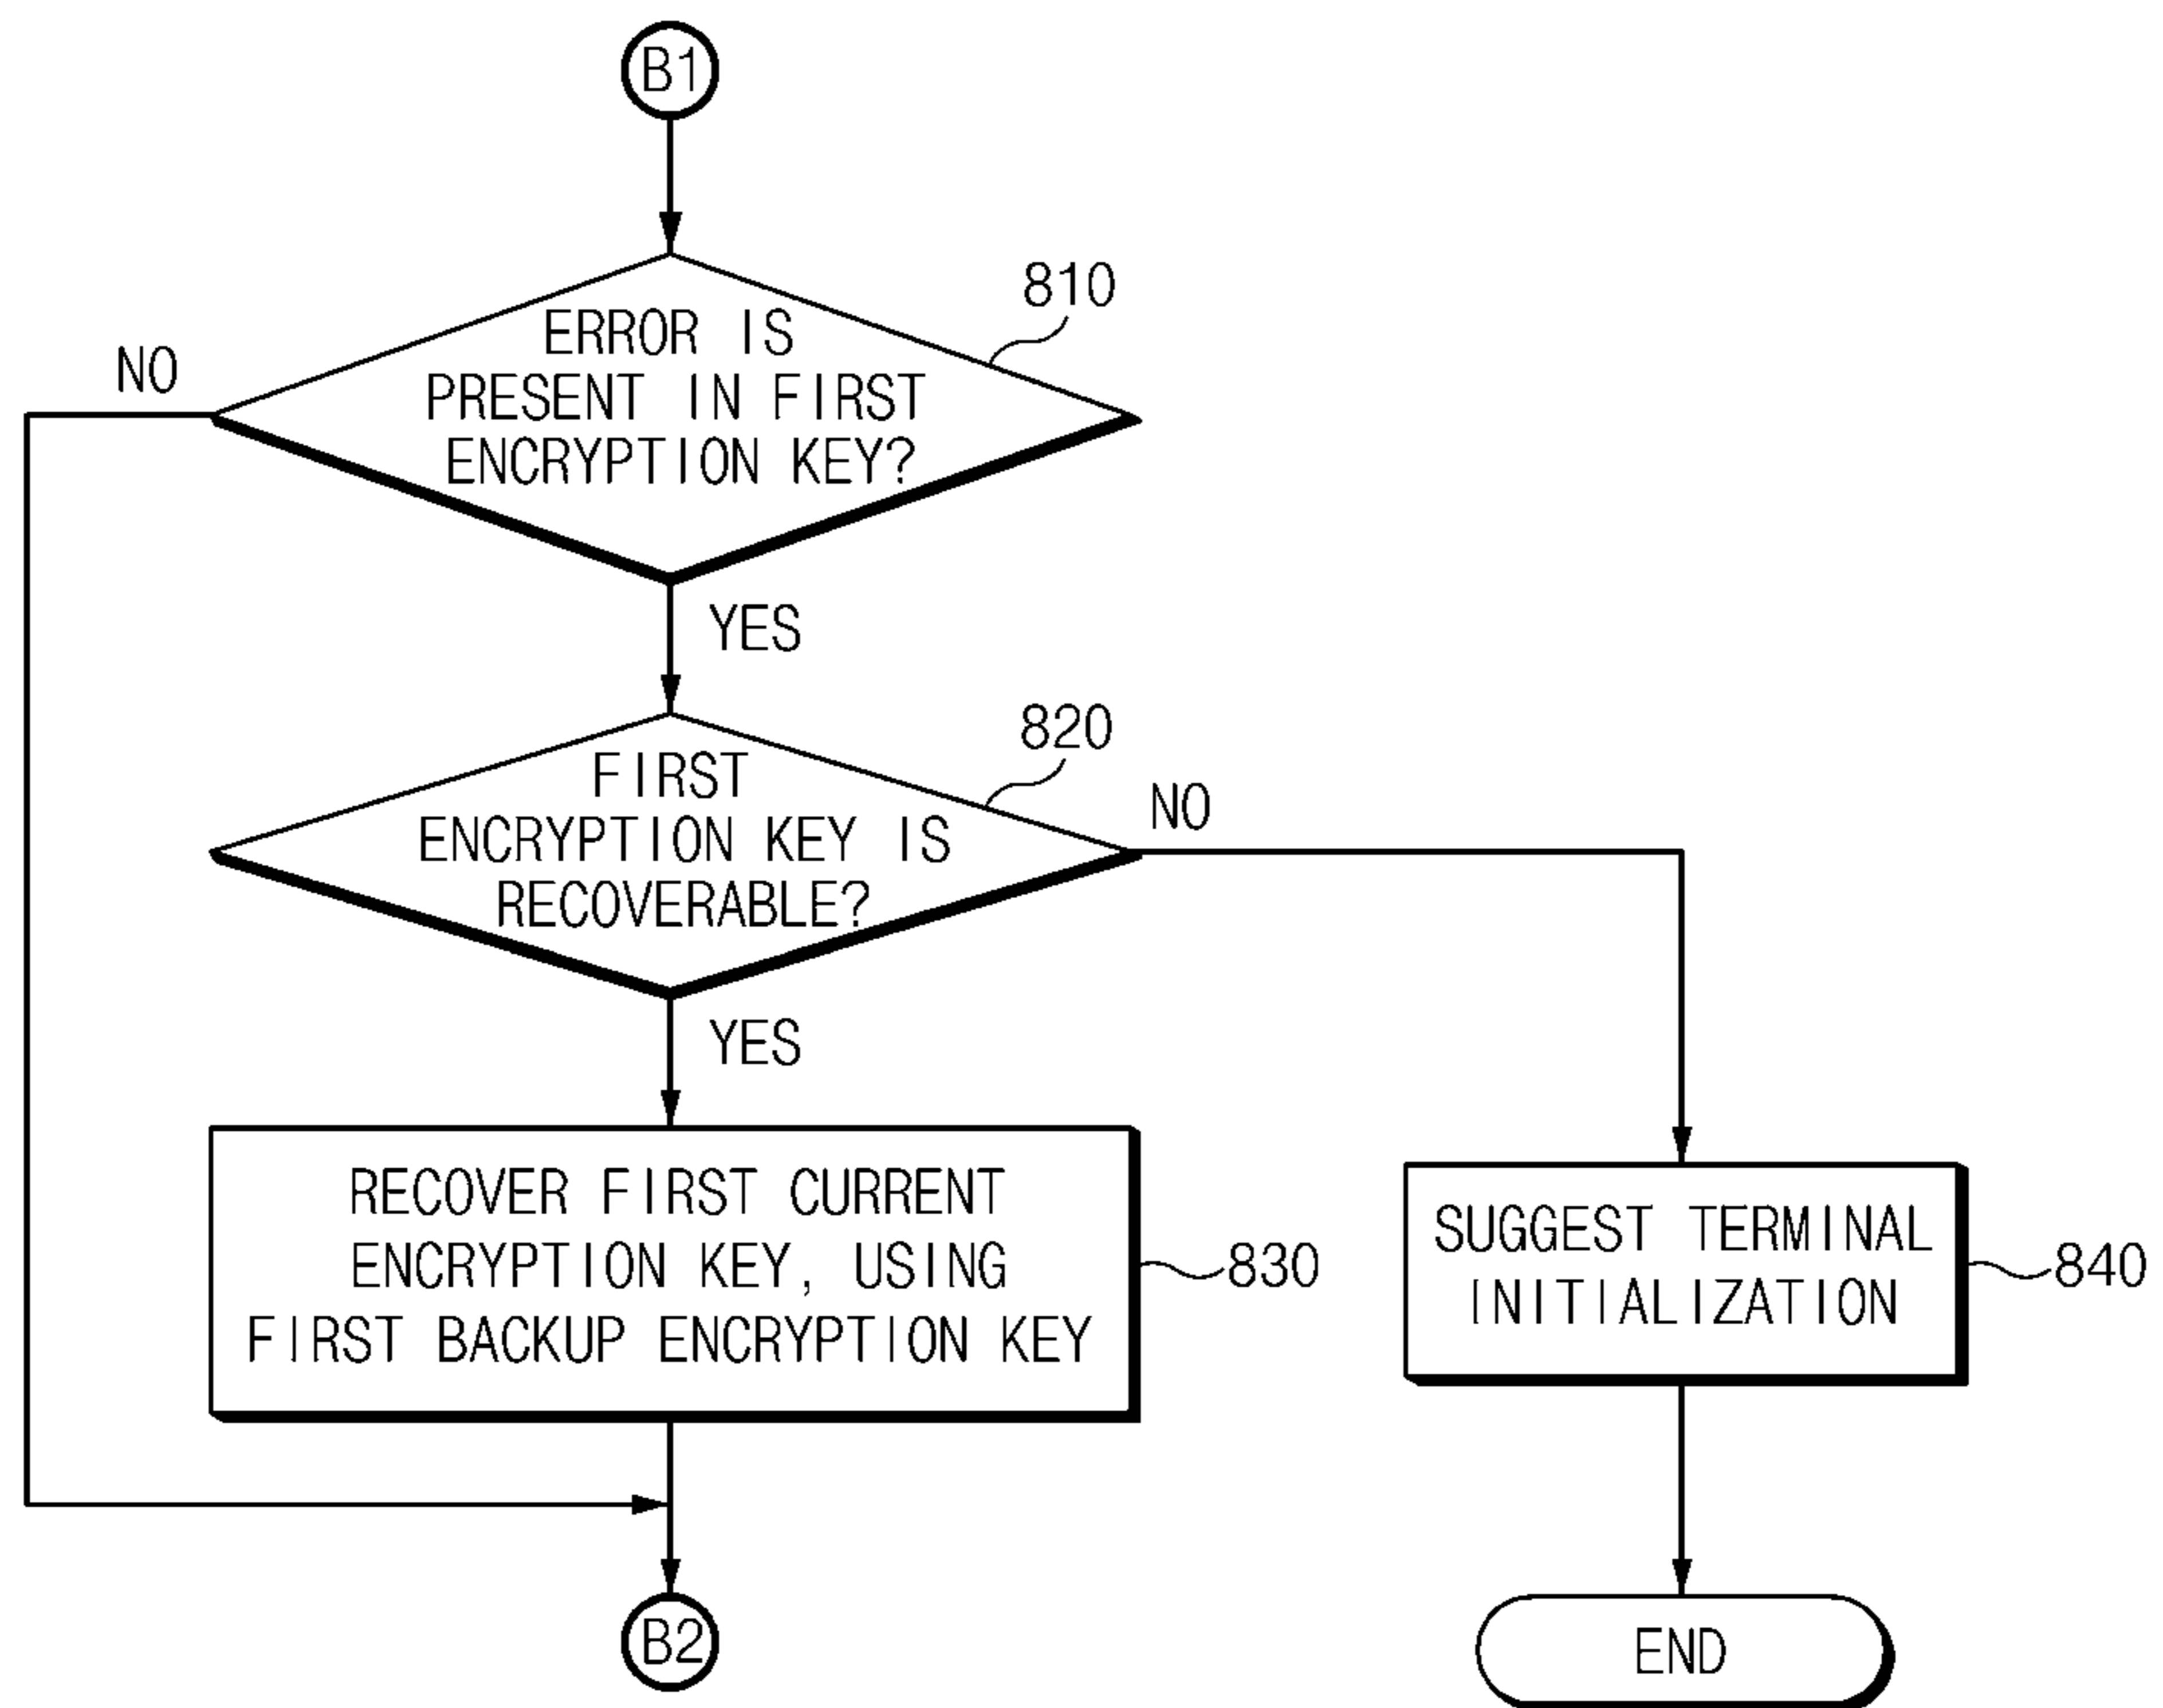 B1
810
ERROR IS
PRESENT IN FIRST
ENCRYPTION KEY?
NO
YES
820
FIRST
ENCRYPTION KEY IS
RECOVERABLE?
NO
YES
RECOVER FIRST CURRENT
ENCRYPTION KEY, USING
FIRST BACKUP ENCRYPTION KEY
830
SUGGEST TERMINAL
INITIALIZATION
840
B2
END